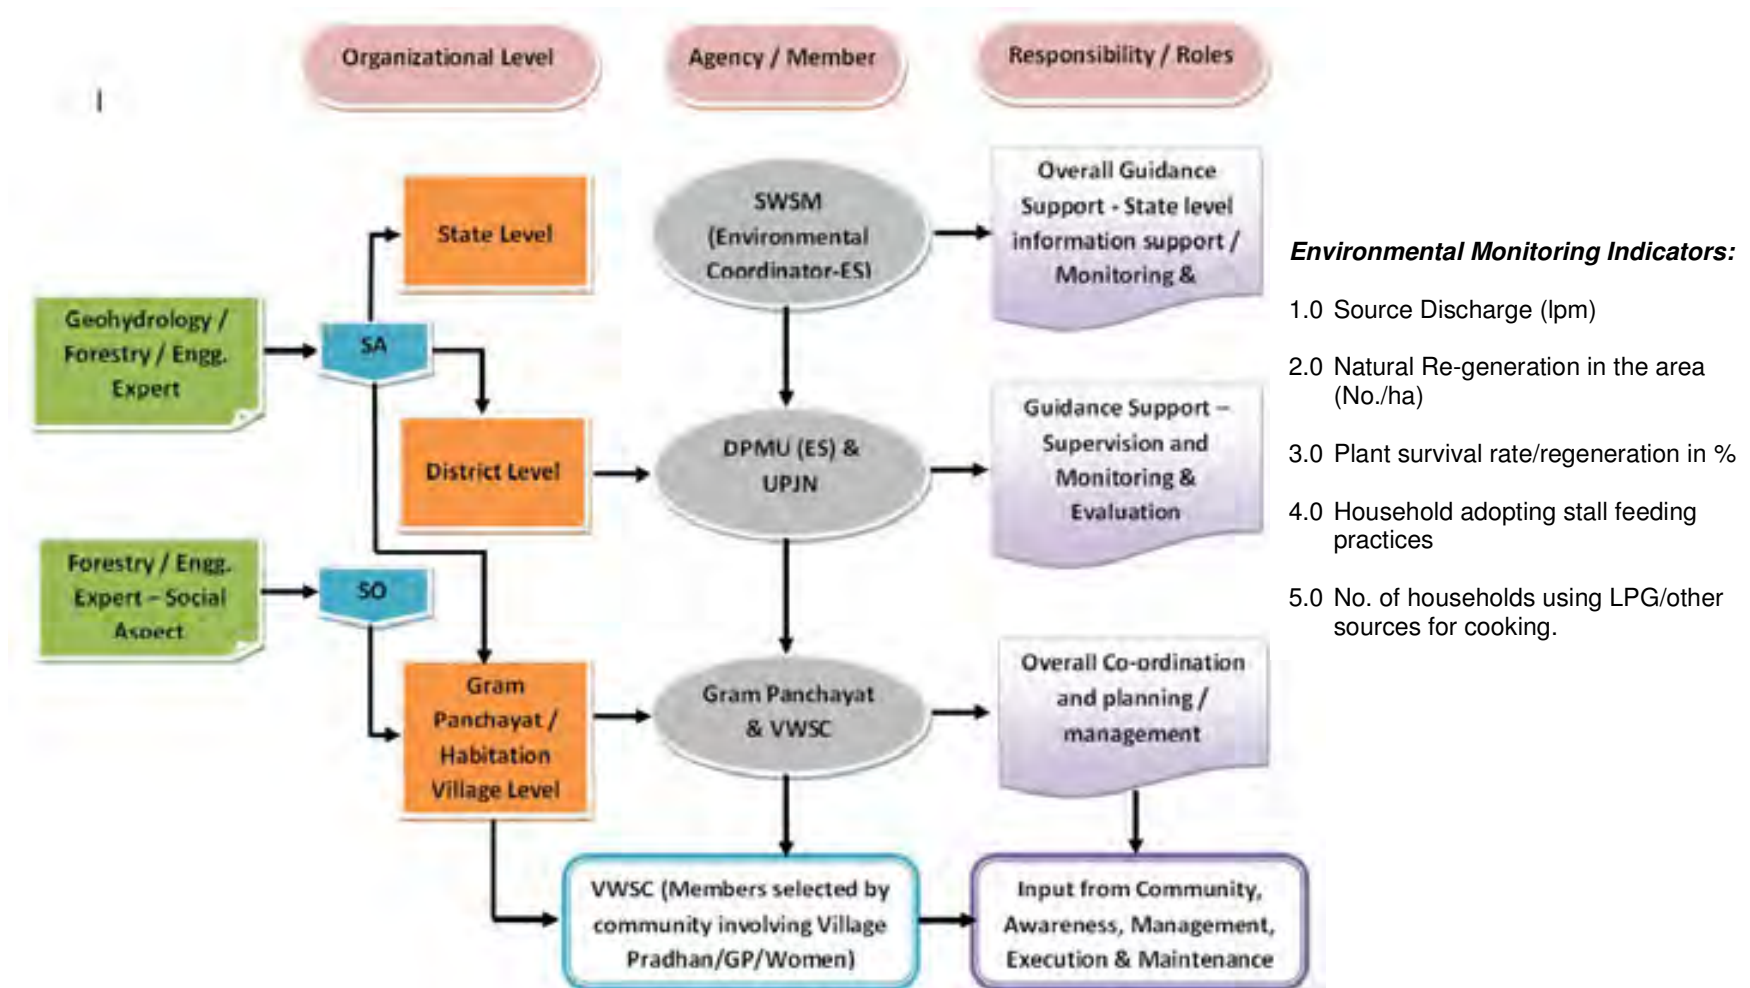 Organizational Level
Agency / Member
Responsibility / Roles
State Level
SWSM
(Environmental
Coordinator-ES)
Overall Guidance
Support - State level
information support /
Monitoring &
Geohydrology /
Forestry / Engg.
Expert
SA
District Level
DPMU (ES) &
UPJN
Guidance Support –
Supervision and
Monitoring &
Evaluation
Forestry / Engg.
Expert – Social
Aspect
SO
Gram
Panchayat /
Habitation
Village Level
Gram Panchayat
& VWSC
Overall Co-ordination
and planning /
management
VWSC (Members selected by
community involving Village
Pradhan/GP/Women)
Input from Community,
Awareness, Management,
Execution & Maintenance
Environmental Monitoring Indicators:
1.0 Source Discharge (lpm)
2.0 Natural Re-generation in the area
(No./ha)
3.0 Plant survival rate/regeneration in %
4.0 Household adopting stall feeding
practices
5.0 No. of households using LPG/other
sources for cooking.